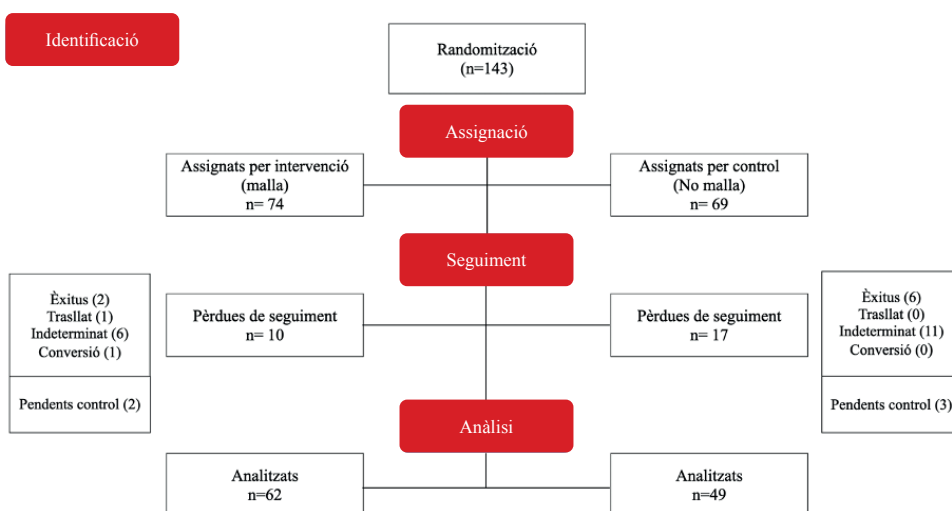 Identificació
Randomització
(n=143)
Assignació
Assignats per intervenció
(malla)
n= 74
Assignats per control
(No malla)
n= 69
Seguiment
Èxitus (2)
Trasllat (1)
Indeterminat (6)
Conversió (1)
Pendents control (2)
Pèrdues de seguiment
n= 10
Pèrdues de seguiment
n= 17
Èxitus (6)
Trasllat (0)
Indeterminat (11)
Conversió (0)
Pendents control (3)
Anàlisi
Analitzats
n=62
Analitzats
n=49